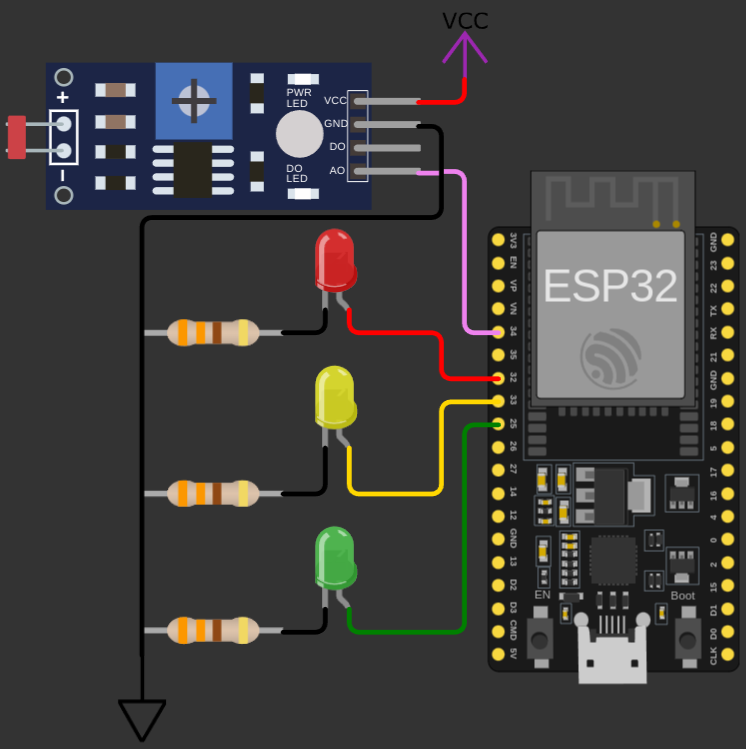 VCC
+
PWR
LED
VCC
GND
DO
AO
DO
LED
–
ESP32
3V3
EN
VP
VN
34
35
32
33
25
26
27
14
12
GND
13
D2
D3
CMD
5V
GND
23
22
TX
RX
21
GND
19
18
5
17
16
4
0
2
15
D1
D0
CLK
EN
Boot